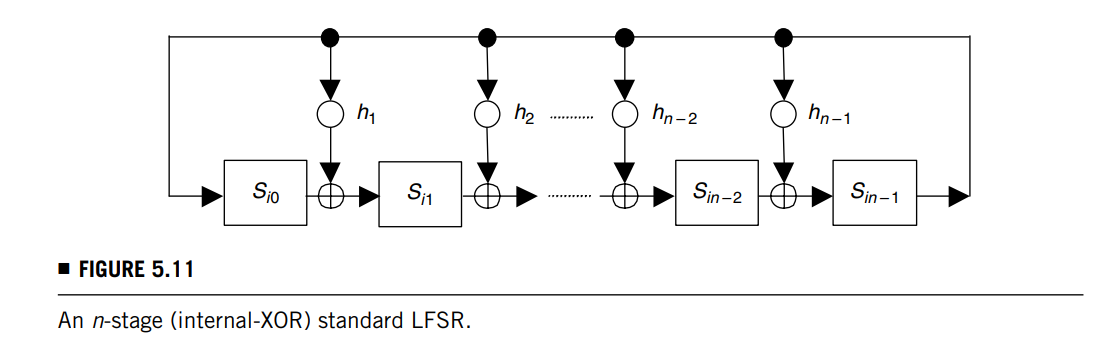 h1 h2 ........... hn−2 hn−1
Si0 Si1 ........... Sin−2 Sin−1
■ FIGURE 5.11
An n-stage (internal-XOR) standard LFSR.